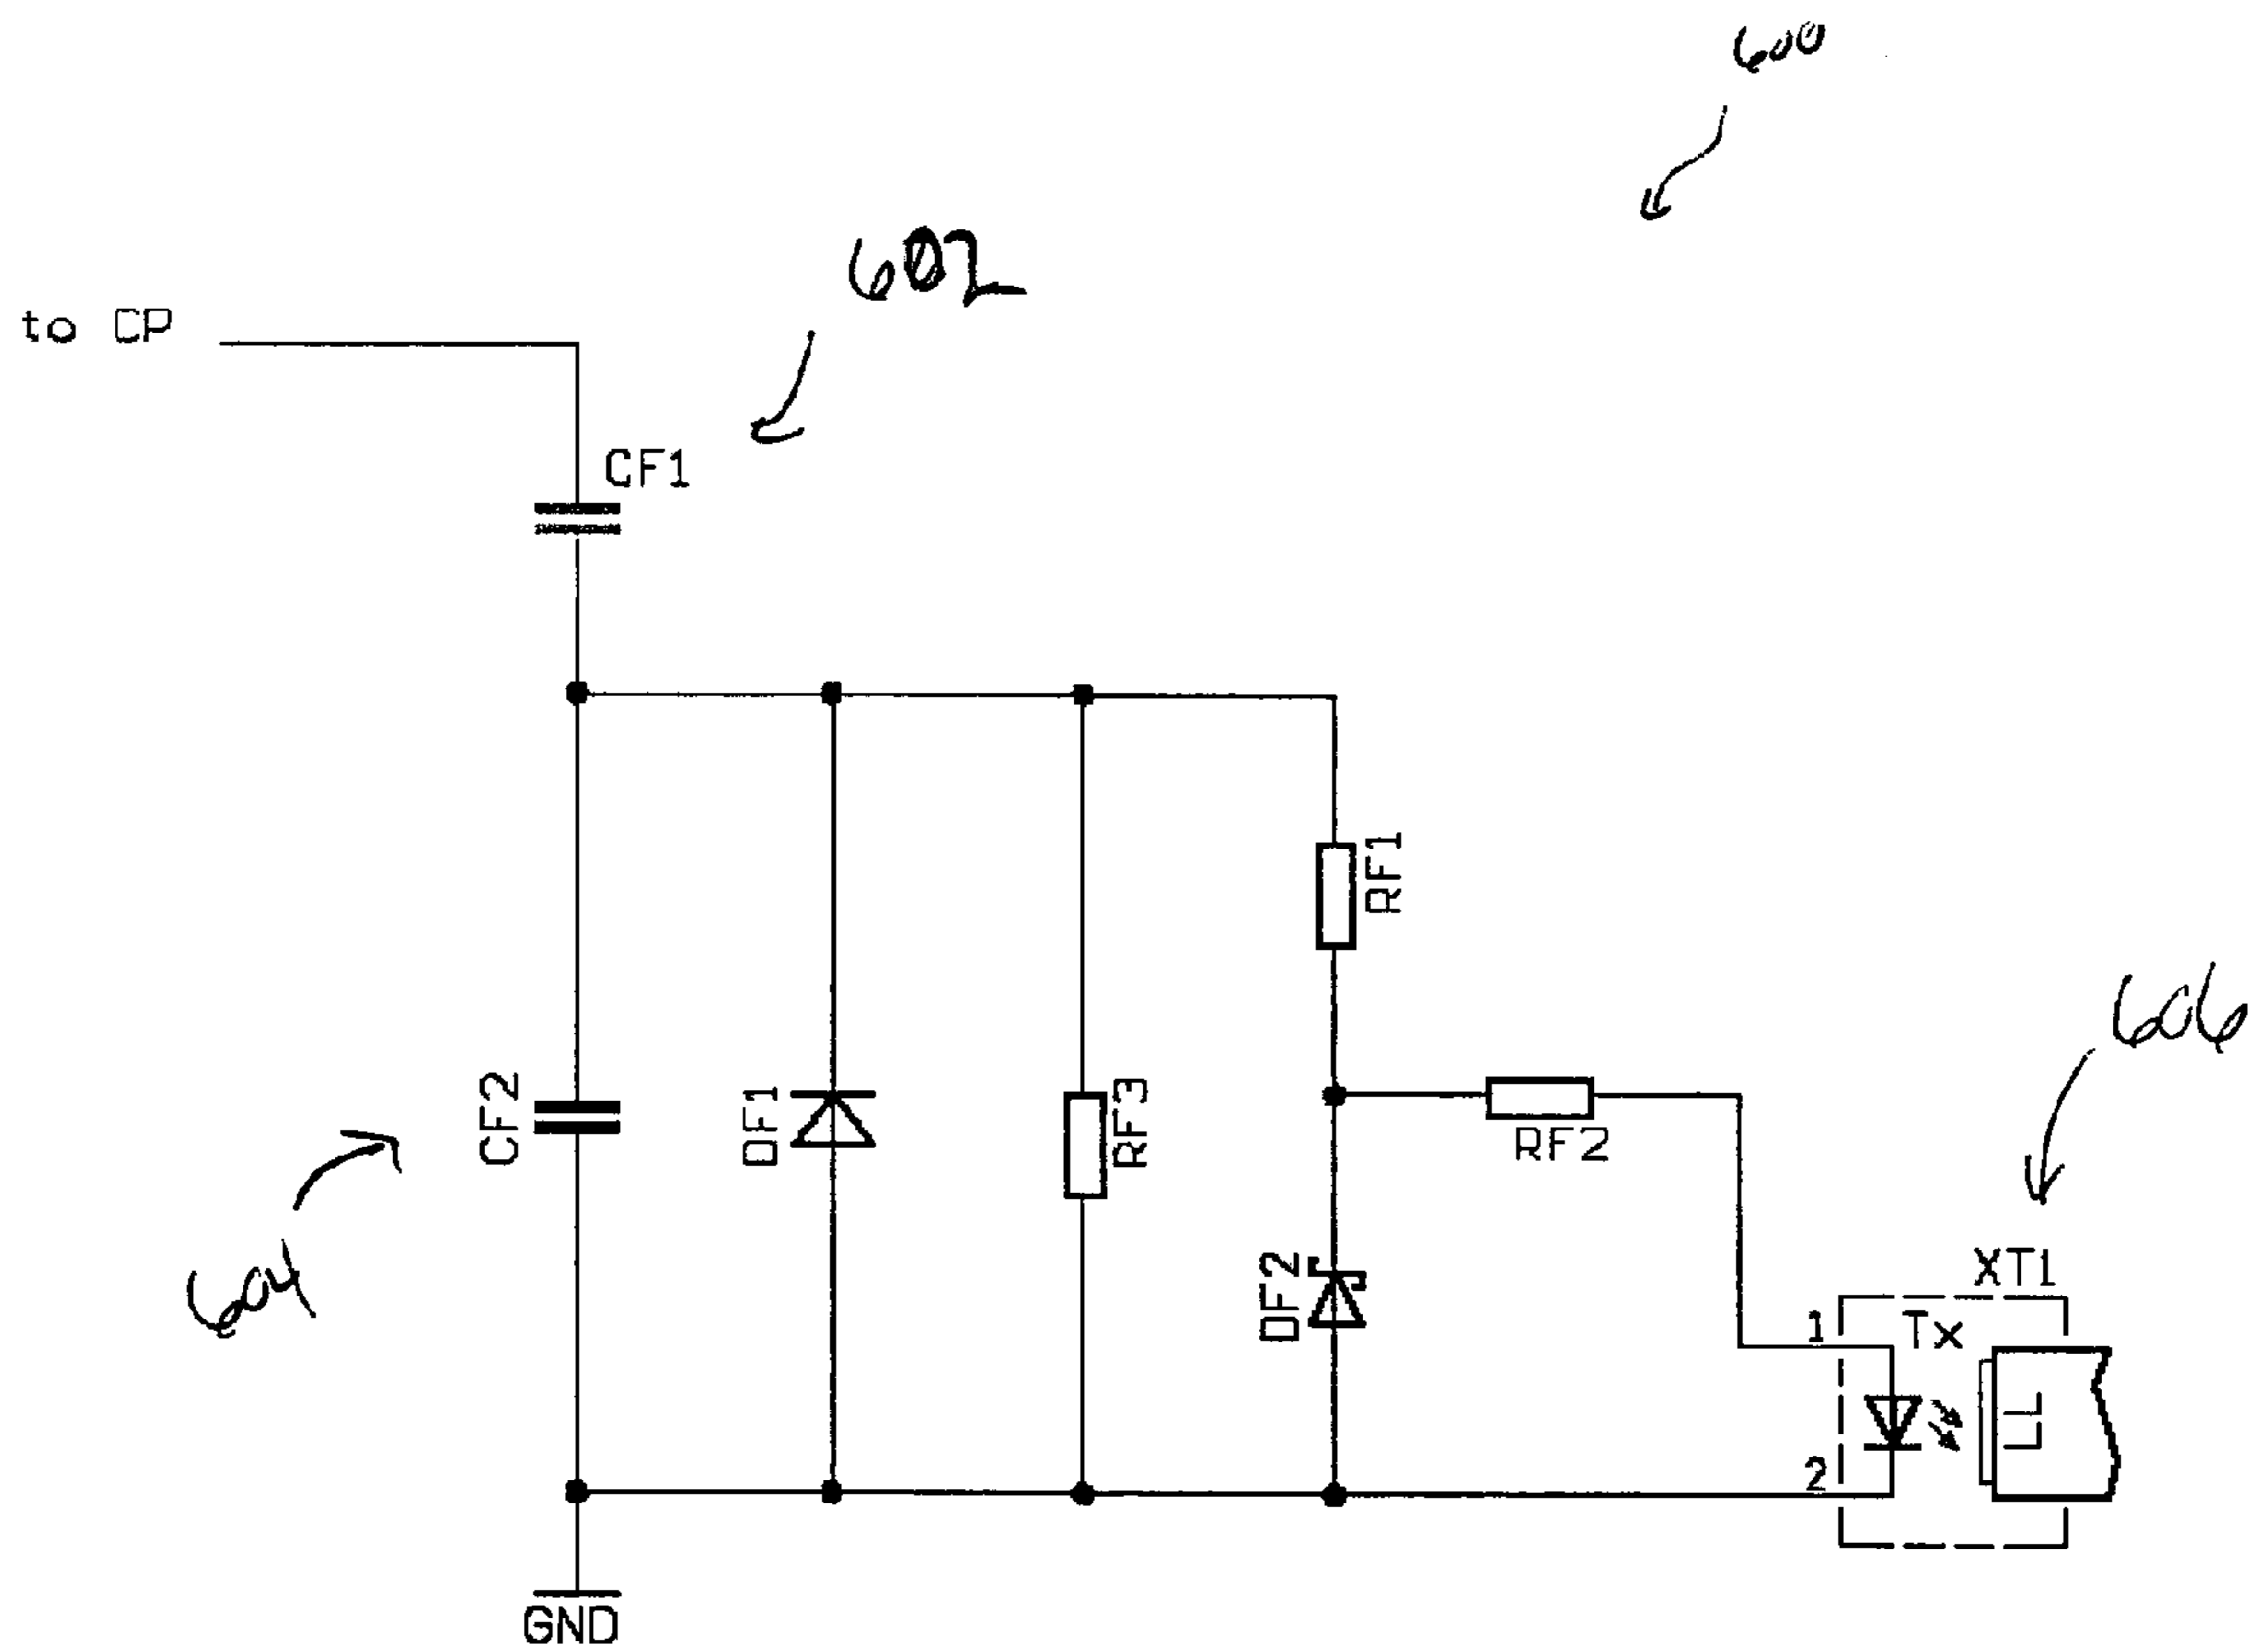 600
602
to CP
CF1
RF1
606
CF2
DF1
RF3
RF2
604
DF2
XT1
1
Tx
2
GND